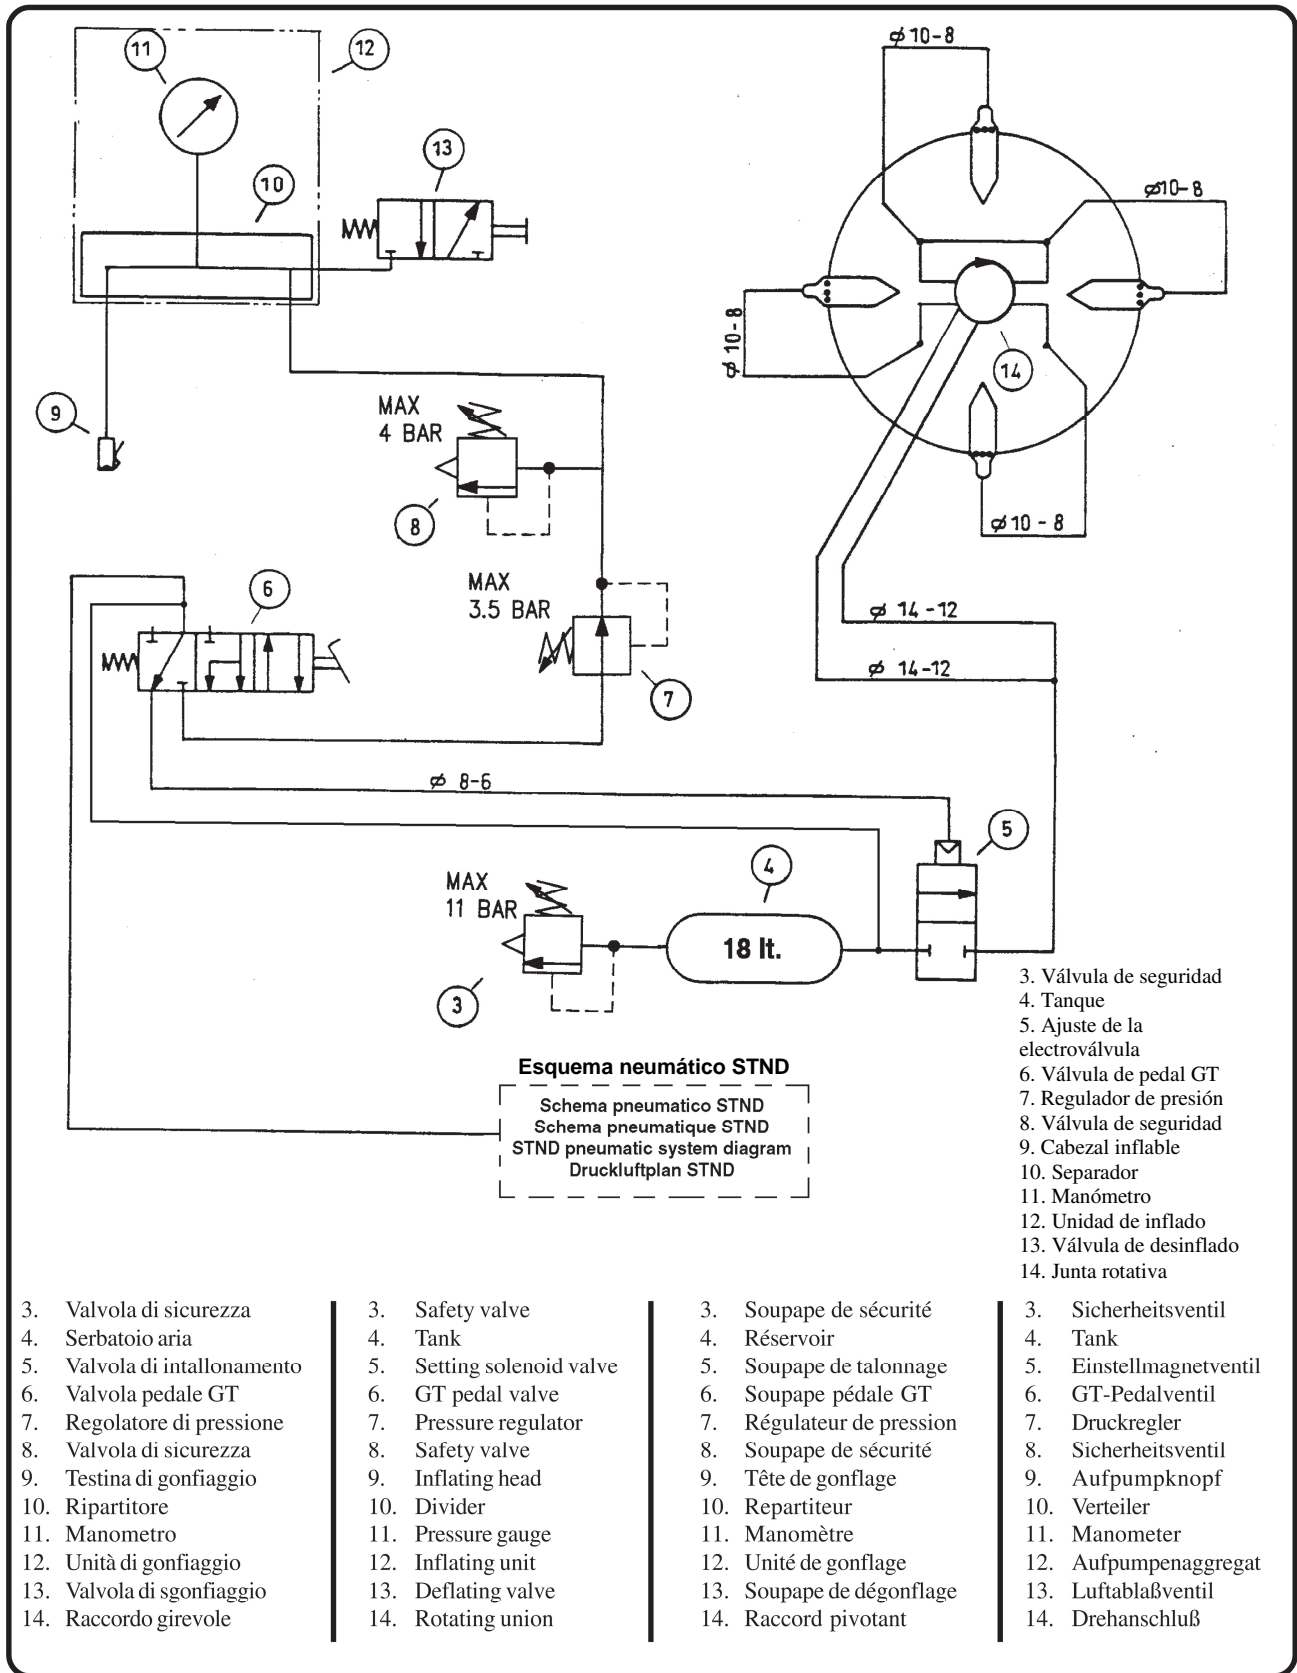 11
12
ø 10-8
13
10
ø10-8
ø 10-8
14
9
MAX
4 BAR
8
ø 10-8
6
MAX
3.5 BAR
ø 14-12
ø 14-12
7
ø 8-6
5
4
MAX
11 BAR
18 lt.
3
3. Válvula de seguridad
4. Tanque
5. Ajuste de la
electroválvula
6. Válvula de pedal GT
7. Regulador de presión
8. Válvula de seguridad
9. Cabezal inflable
10. Separador
11. Manómetro
12. Unidad de inflado
13. Válvula de desinflado
14. Junta rotativa
Esquema neumático STND
Schema pneumatico STND
Schema pneumatique STND
STND pneumatic system diagram
Druckluftplan STND
3. Valvola di sicurezza
4. Serbatoio aria
5. Valvola di intallonamento
6. Valvola pedale GT
7. Regolatore di pressione
8. Valvola di sicurezza
9. Testina di gonfiaggio
10. Ripartitore
11. Manometro
12. Unità di gonfiaggio
13. Valvola di sgonfiaggio
14. Raccordo girevole
3. Safety valve
4. Tank
5. Setting solenoid valve
6. GT pedal valve
7. Pressure regulator
8. Safety valve
9. Inflating head
10. Divider
11. Pressure gauge
12. Inflating unit
13. Deflating valve
14. Rotating union
3. Soupape de sécurité
4. Réservoir
5. Soupape de talonnage
6. Soupape pédale GT
7. Régulateur de pression
8. Soupape de sécurité
9. Tête de gonflage
10. Repartiteur
11. Manomètre
12. Unité de gonflage
13. Soupape de dégonflage
14. Raccord pivotant
3. Sicherheitsventil
4. Tank
5. Einstellmagnetventil
6. GT-Pedalventil
7. Druckregler
8. Sicherheitsventil
9. Aufpumpknopf
10. Verteiler
11. Manometer
12. Aufpumpenaggregat
13. Luftablaßventil
14. Drehanschluß